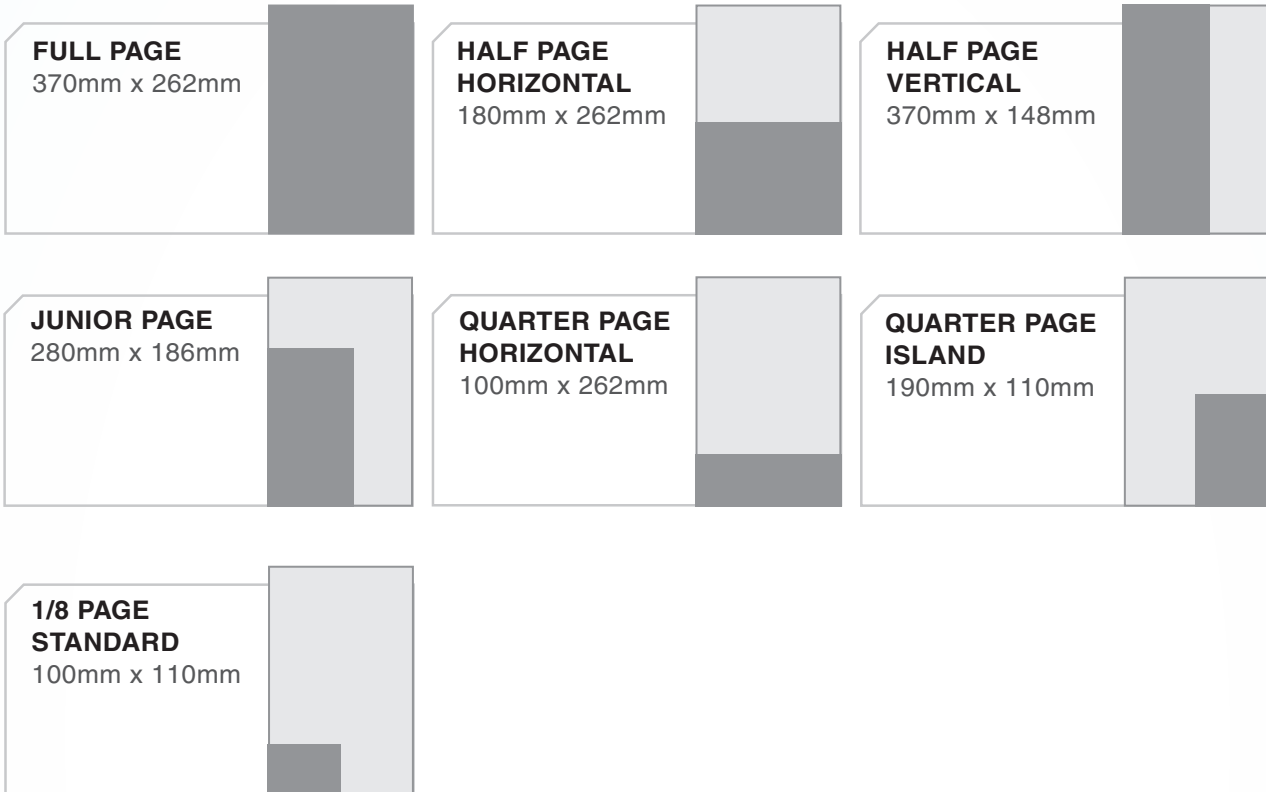 FULL PAGE
370mm x 262mm
HALF PAGE
HORIZONTAL
180mm x 262mm
HALF PAGE
VERTICAL
370mm x 148mm
JUNIOR PAGE
280mm x 186mm
QUARTER PAGE
HORIZONTAL
100mm x 262mm
QUARTER PAGE
ISLAND
190mm x 110mm
1/8 PAGE
STANDARD
100mm x 110mm